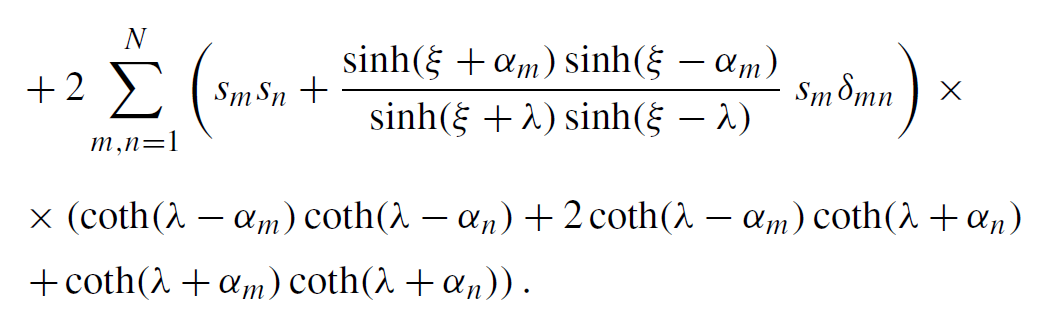 + 2 \sum_{m,n=1}^{N} \left( s_m s_n + \frac{\sinh(\xi + \alpha_m) \sinh(\xi - \alpha_m)}{\sinh(\xi + \lambda) \sinh(\xi - \lambda)} s_m \delta_{mn} \right) \times
\times (\coth(\lambda - \alpha_m) \coth(\lambda - \alpha_n) + 2 \coth(\lambda - \alpha_m) \coth(\lambda + \alpha_n)
+ \coth(\lambda + \alpha_m) \coth(\lambda + \alpha_n)) .